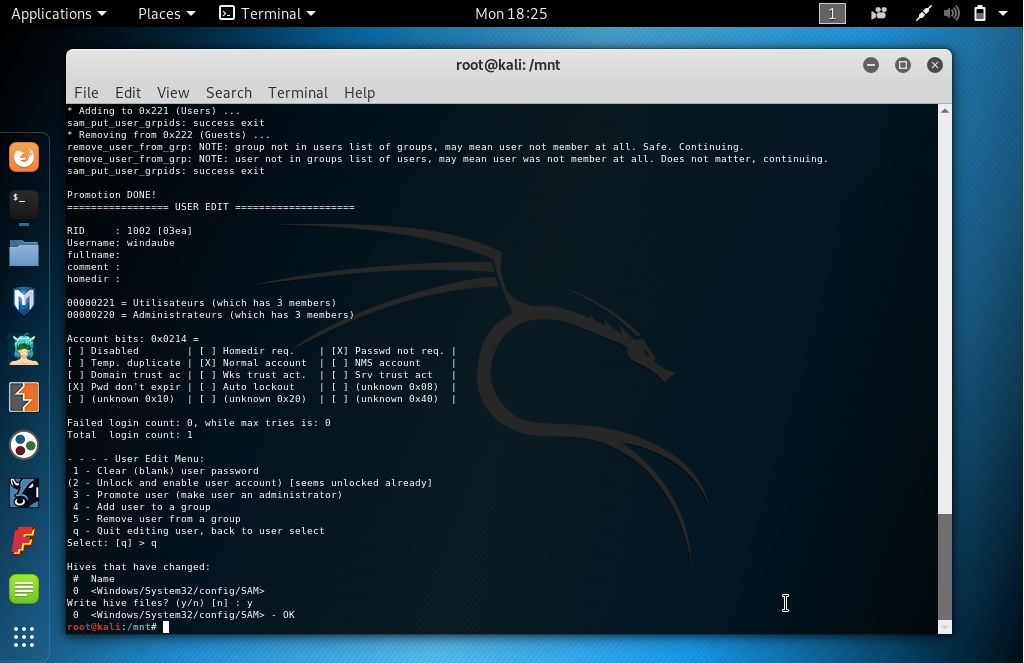 Applications Places Terminal Mon 18:25 1
root@kali: /mnt
File Edit View Search Terminal Help
* Adding to 0x221 (Users) ...
sam_put_user_grpids: success exit
* Removing from 0x222 (Guests) ...
remove_user_from_grp: NOTE: group not in users list of groups, may mean user not member at all. Safe. Continuing.
remove_user_from_grp: NOTE: user not in groups list of users, may mean user was not member at all. Does not matter, continuing.
sam_put_user_grpids: success exit
Promotion DONE!
================= USER EDIT ====================
RID     : 1002 [03ea]
Username: windaube
fullname:
comment :
homedir :
00000221 = Utilisateurs (which has 3 members)
00000220 = Administrateurs (which has 3 members)
Account bits: 0x0214 =
[ ] Disabled        | [ ] Homedir req.    | [X] Passwd not req. |
[ ] Temp. duplicate | [X] Normal account  | [ ] NMS account     |
[ ] Domain trust ac | [ ] Wks trust act.  | [ ] Srv trust act   |
[X] Pwd don't expir | [ ] Auto lockout    | [ ] (unknown 0x08)  |
[ ] (unknown 0x10)  | [ ] (unknown 0x20)  | [ ] (unknown 0x40)  |
Failed login count: 0, while max tries is: 0
Total  login count: 1
- - - - User Edit Menu:
 1 - Clear (blank) user password
(2 - Unlock and enable user account) [seems unlocked already]
 3 - Promote user (make user an administrator)
 4 - Add user to a group
 5 - Remove user from a group
 q - Quit editing user, back to user select
Select: [q] > q
Hives that have changed:
 #  Name
 0  <Windows/System32/config/SAM>
Write hive files? (y/n) [n] : y
 0  <Windows/System32/config/SAM> - OK
root@kali:/mnt#